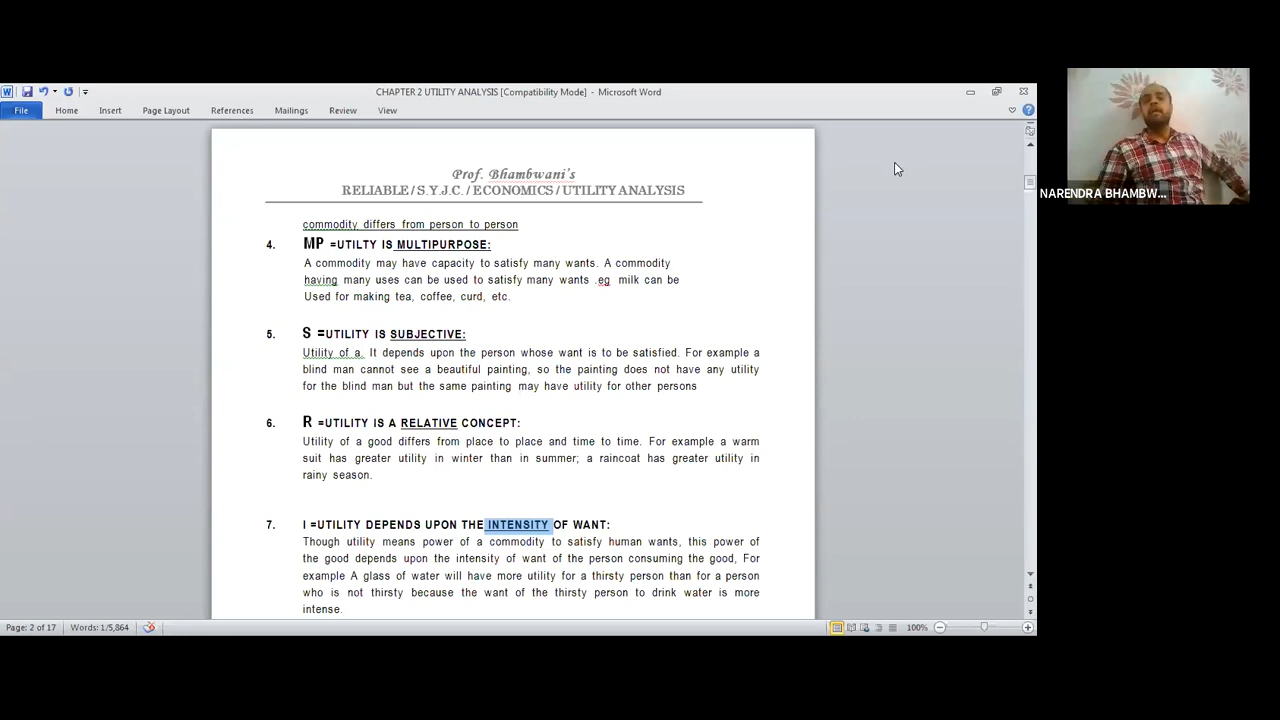 CHAPTER 2 UTILITY ANALYSIS [Compatibility Mode] - Microsoft Word
File Home Insert Page Layout References Mailings Review View
Prof. Bhambwani's
RELIABLE / S.Y.J.C. / ECONOMICS / UTILITY ANALYSIS
commodity differs from person to person
4. MP =UTILTY IS MULTIPURPOSE:
A commodity may have capacity to satisfy many wants. A commodity
having many uses can be used to satisfy many wants .eg milk can be
Used for making tea, coffee, curd, etc.
5. S =UTILITY IS SUBJECTIVE:
Utility of a. It depends upon the person whose want is to be satisfied. For example a
blind man cannot see a beautiful painting, so the painting does not have any utility
for the blind man but the same painting may have utility for other persons
6. R =UTILITY IS A RELATIVE CONCEPT:
Utility of a good differs from place to place and time to time. For example a warm
suit has greater utility in winter than in summer; a raincoat has greater utility in
rainy season.
7. I =UTILITY DEPENDS UPON THE INTENSITY OF WANT:
Though utility means power of a commodity to satisfy human wants, this power of
the good depends upon the intensity of want of the person consuming the good, For
example A glass of water will have more utility for a thirsty person than for a person
who is not thirsty because the want of the thirsty person to drink water is more
intense.
Page: 2 of 17 Words: 1/5,864 100%
NARENDRA BHAMBW...